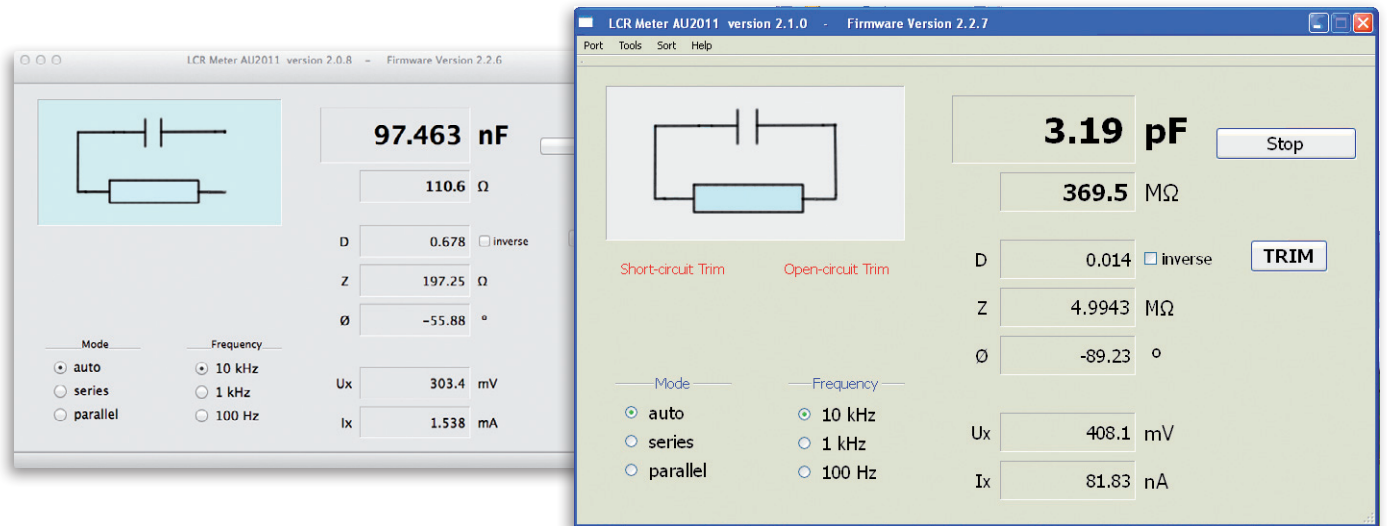 LCR Meter AU2011 version 2.0.8 - Firmware Version 2.2.6
97.463 nF
110.6 Ω
D 0.678 inverse
Z 197.25 Ω
Ø -55.88 °
Mode Frequency
auto 10 kHz
series 1 kHz
parallel 100 Hz
Ux 303.4 mV
Ix 1.538 mA
LCR Meter AU2011 version 2.1.0 - Firmware Version 2.2.7
Port Tools Sort Help
3.19 pF Stop
369.5 MΩ
Short-circuit Trim Open-circuit Trim
D 0.014 inverse TRIM
Z 4.9943 MΩ
Ø -89.23 °
Mode Frequency
auto 10 kHz
series 1 kHz
parallel 100 Hz
Ux 408.1 mV
Ix 81.83 nA